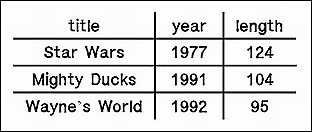 title year length
Star Wars 1977 124
Mighty Ducks 1991 104
Wayne's World 1992 95